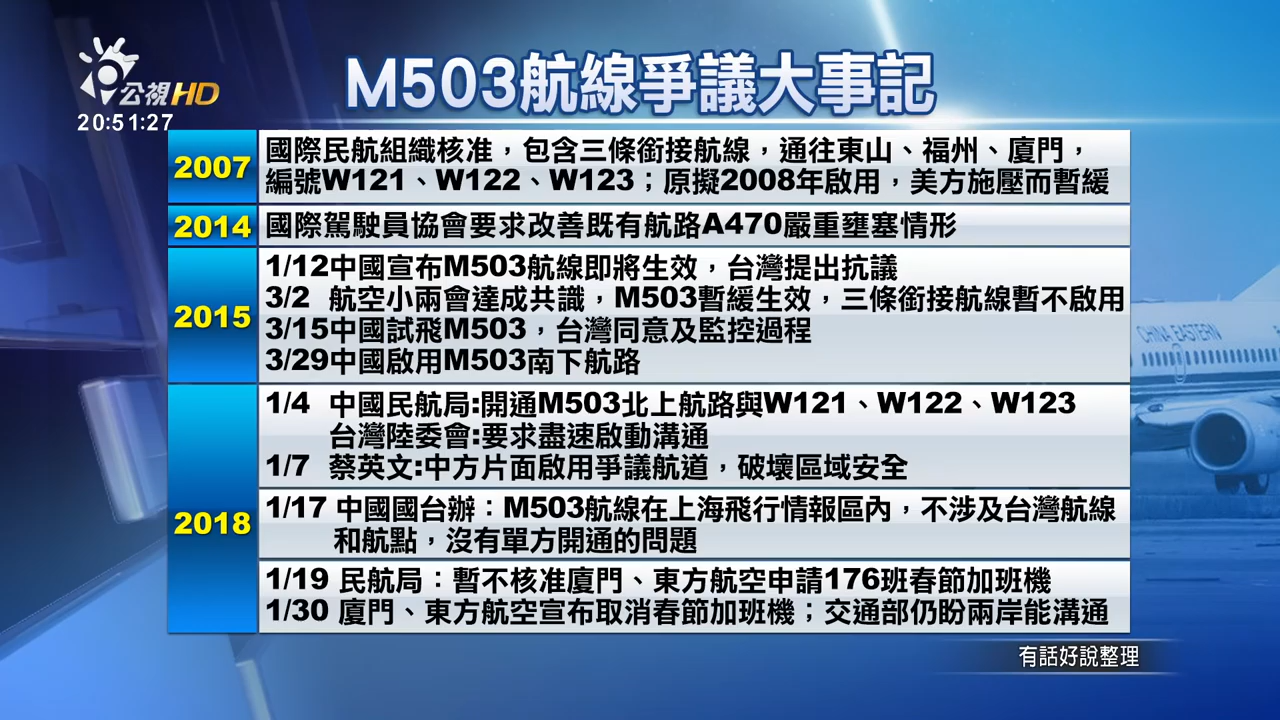 公視HD
20:51:27
M503航線爭議大事記
2007
國際民航組織核准，包含三條銜接航線，通往東山、福州、廈門，
編號W121、W122、W123；原擬2008年啟用，美方施壓而暫緩
2014
國際駕駛員協會要求改善既有航路A470嚴重壅塞情形
2015
1/12中國宣布M503航線即將生效，台灣提出抗議
3/2 航空小兩會達成共識，M503暫緩生效，三條銜接航線暫不啟用
3/15中國試飛M503，台灣同意及監控過程
3/29中國啟用M503南下航路
2018
1/4 中國民航局:開通M503北上航路與W121、W122、W123
台灣陸委會:要求盡速啟動溝通
1/7 蔡英文:中方片面啟用爭議航道，破壞區域安全
1/17 中國國台辦：M503航線在上海飛行情報區內，不涉及台灣航線
和航點，沒有單方開通的問題
1/19 民航局：暫不核准廈門、東方航空申請176班春節加班機
1/30 廈門、東方航空宣布取消春節加班機；交通部仍盼兩岸能溝通
CHINA EASTERN
有話好說整理